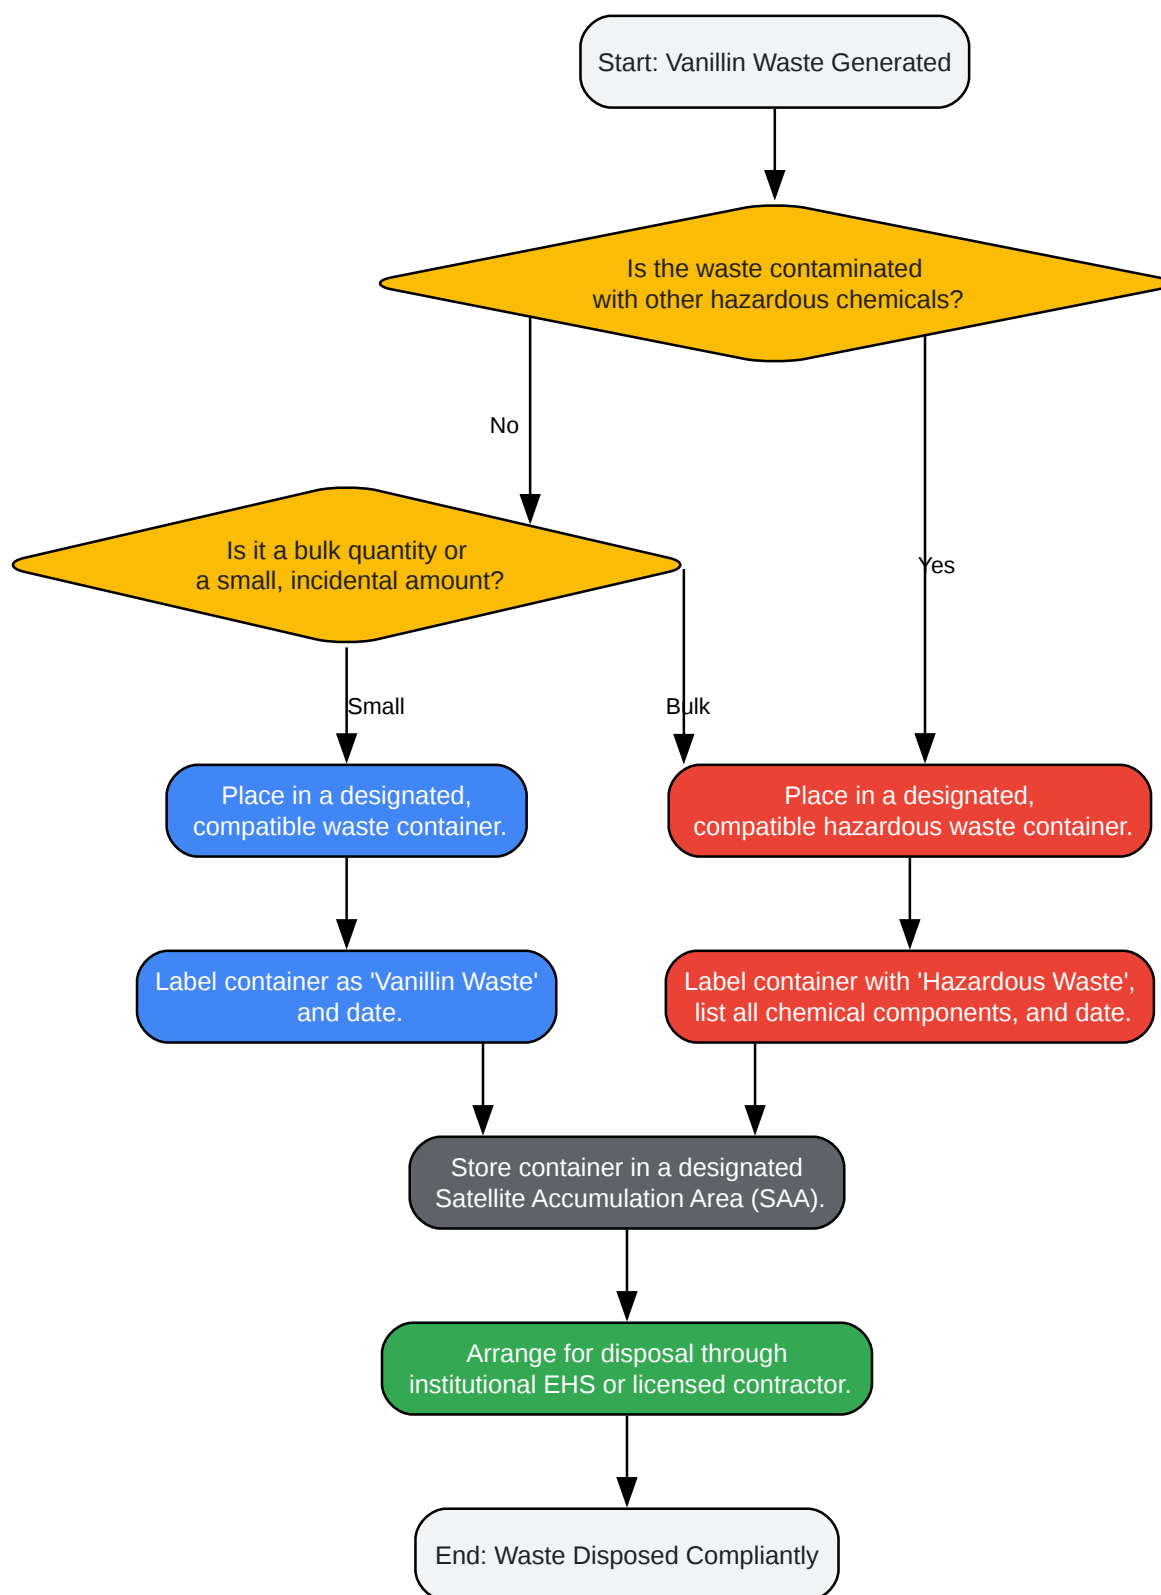 Start: Vanillin Waste Generated
Is the waste contaminated
with other hazardous chemicals?
No
Is it a bulk quantity or
a small, incidental amount?
Yes
Small
Bulk
Place in a designated,
compatible waste container.
Place in a designated,
compatible hazardous waste container.
Label container as 'Vanillin Waste'
and date.
Label container with 'Hazardous Waste',
list all chemical components, and date.
Store container in a designated
Satellite Accumulation Area (SAA).
Arrange for disposal through
institutional EHS or licensed contractor.
End: Waste Disposed Compliantly